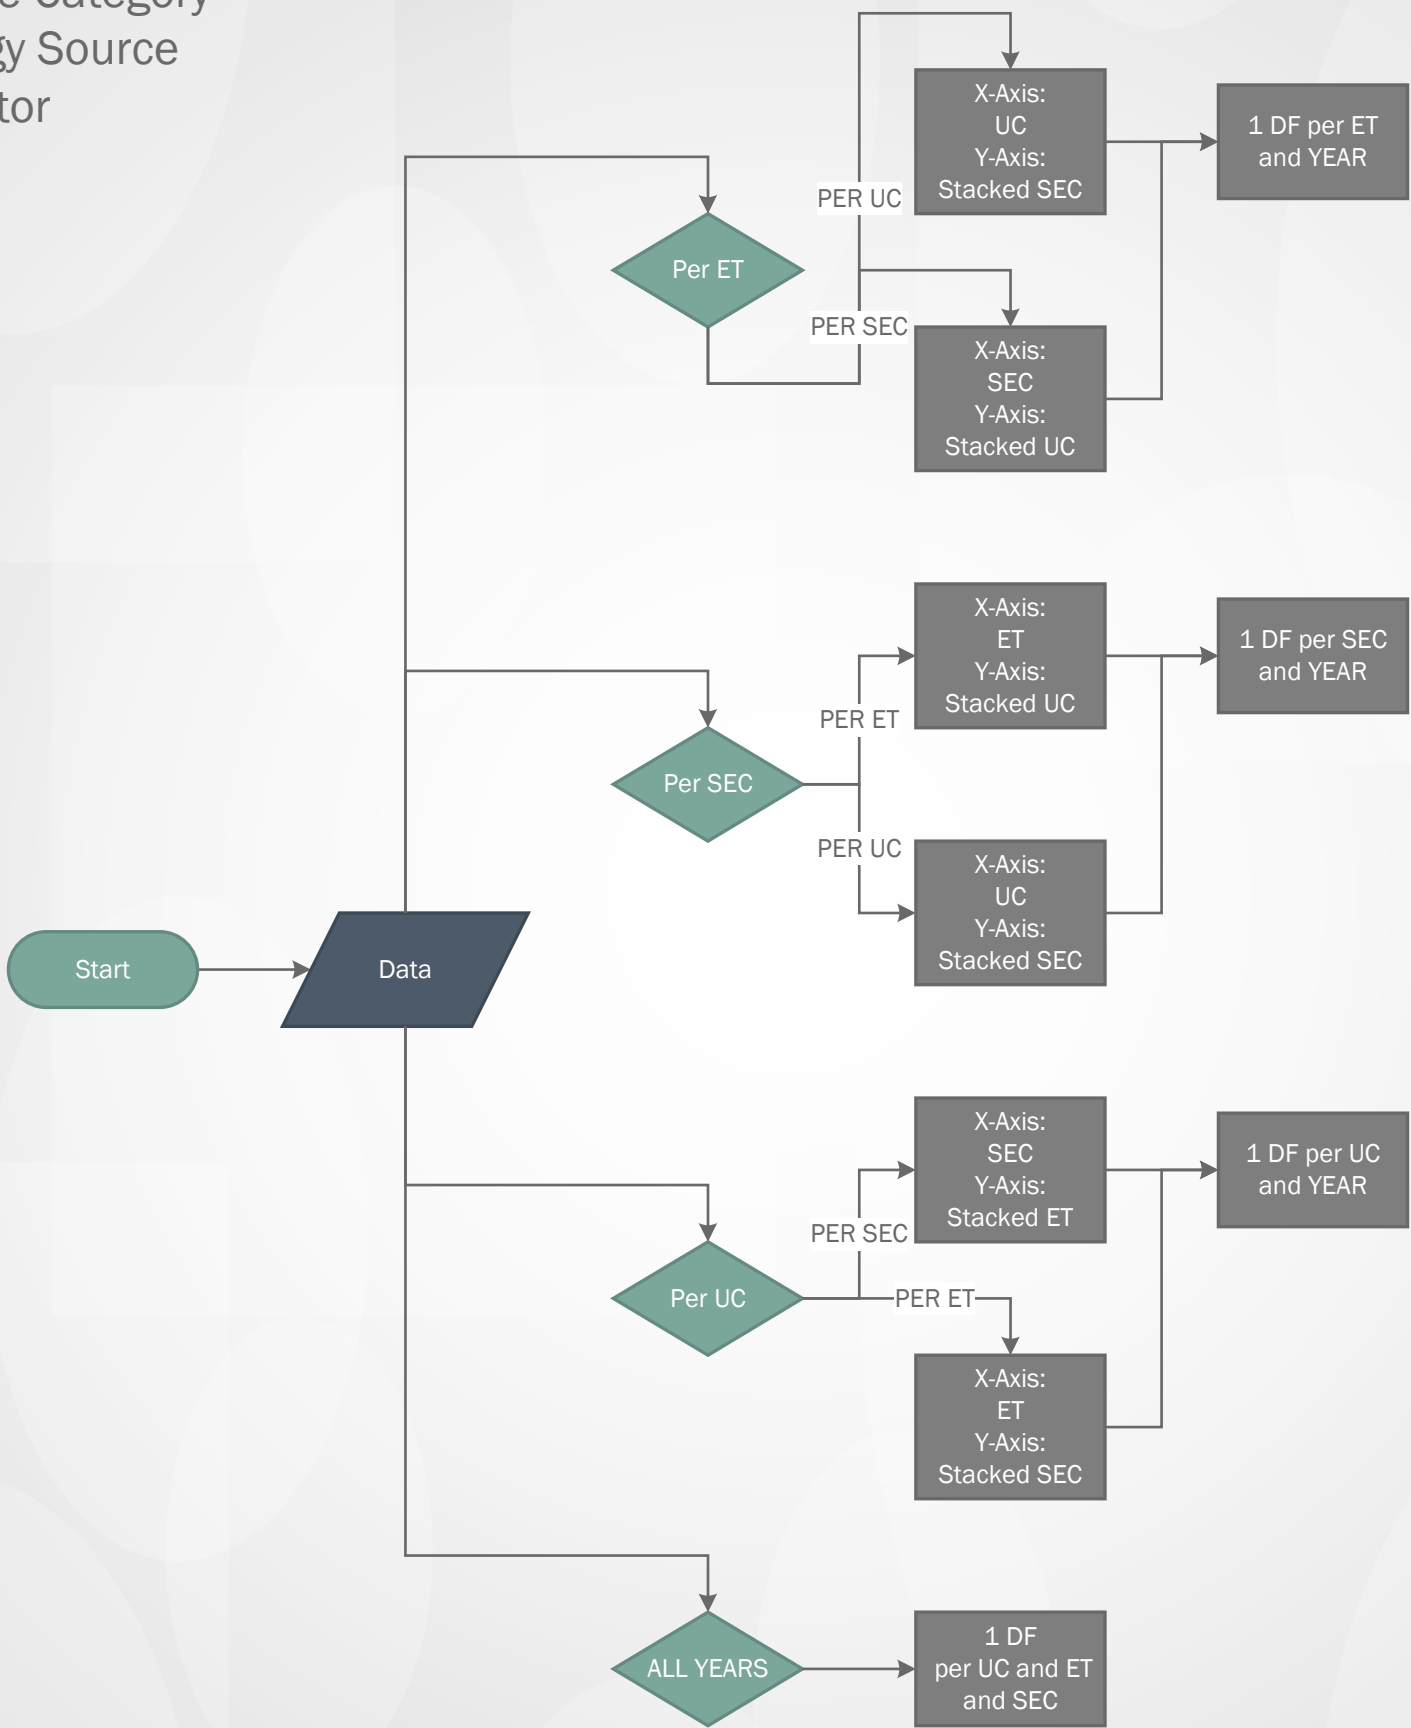 Category
Source
X-Axis:
UC
Y-Axis:
Stacked SEC
1 DF per ET
and YEAR
PER UC
Per ET
PER SEC
X-Axis:
SEC
Y-Axis:
Stacked UC
X-Axis:
ET
Y-Axis:
Stacked UC
1 DF per SEC
and YEAR
PER ET
Per SEC
PER UC
X-Axis:
UC
Y-Axis:
Stacked SEC
Start
Data
X-Axis:
SEC
Y-Axis:
Stacked ET
1 DF per UC
and YEAR
PER SEC
Per UC
PER ET
X-Axis:
ET
Y-Axis:
Stacked SEC
ALL YEARS
1 DF
per UC and ET
and SEC